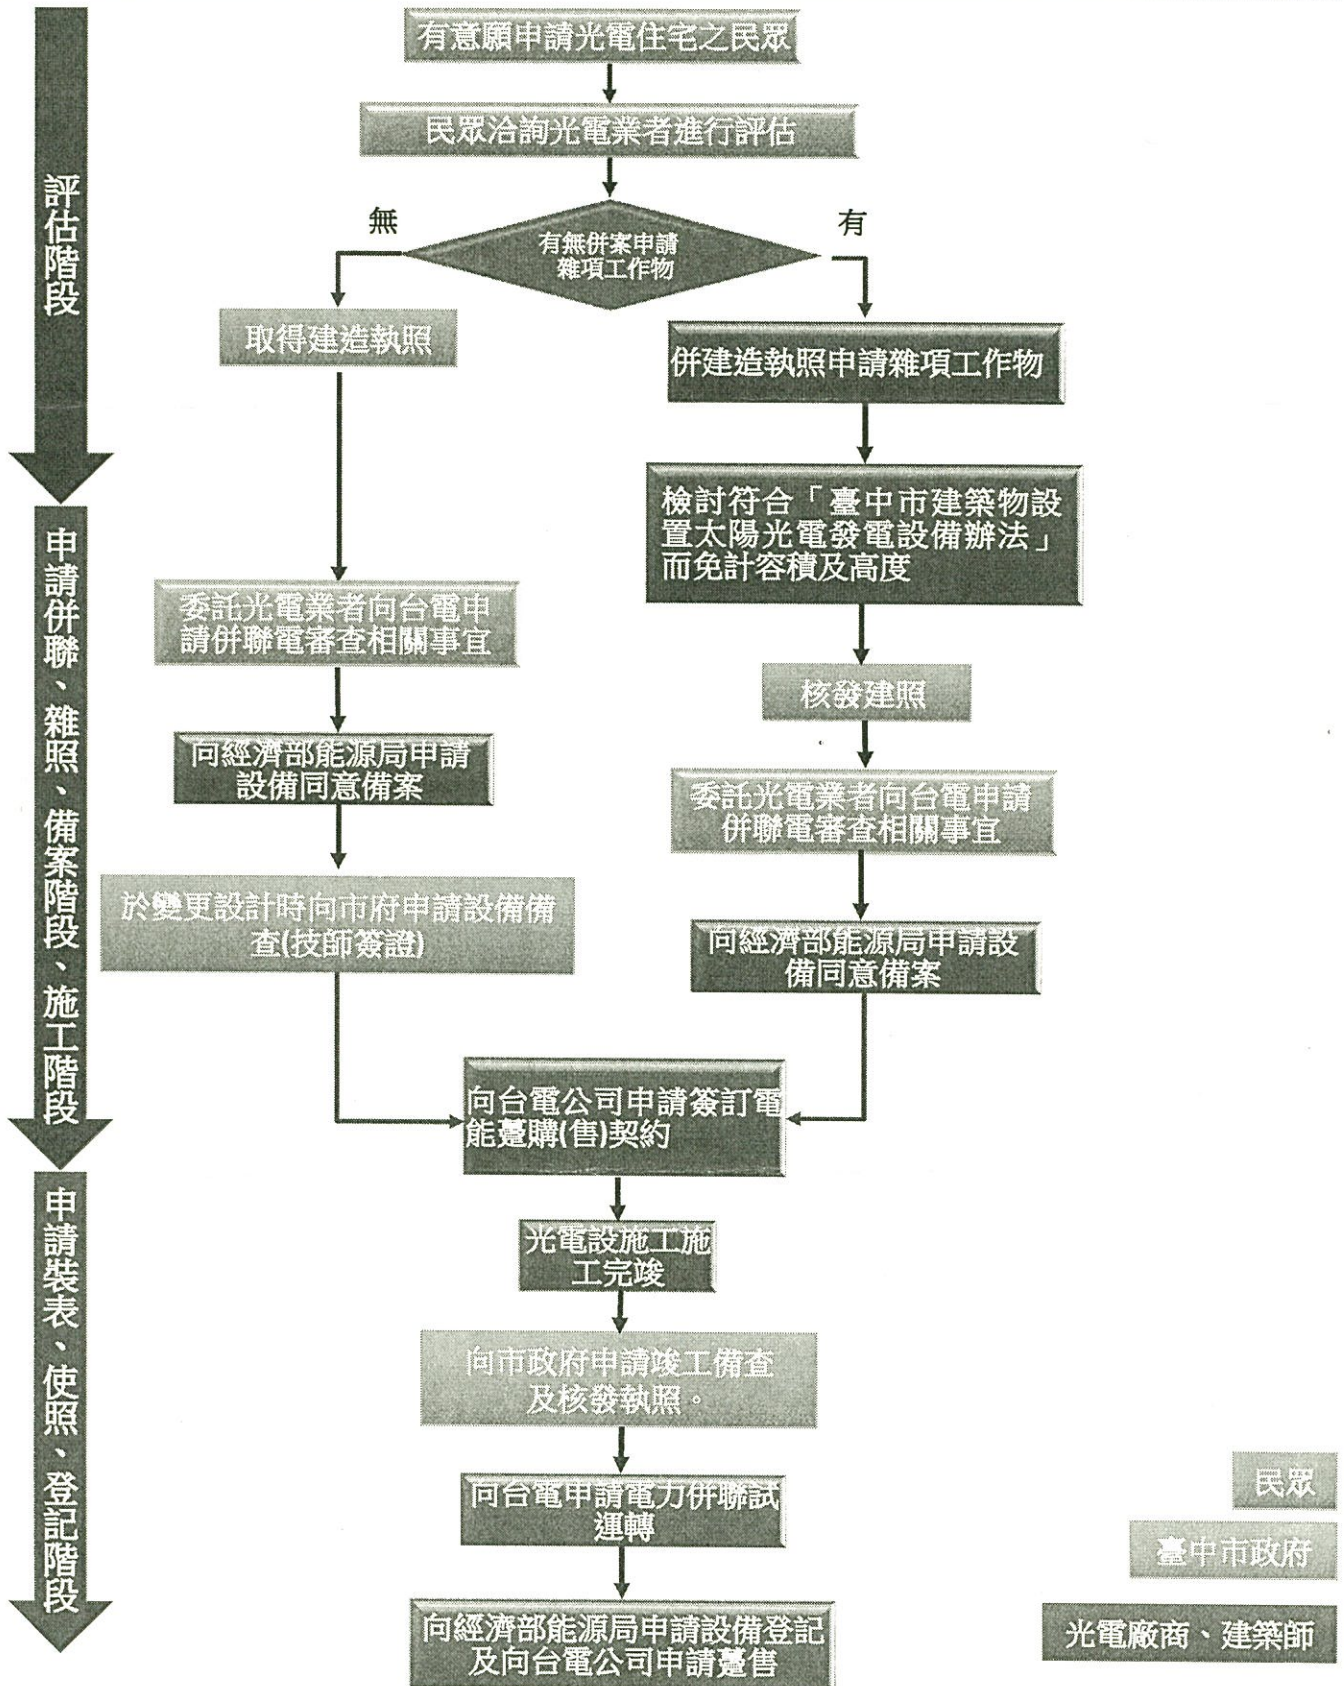 有意願申請光電住宅之民眾
民眾洽詢光電業者進行評估
無
有
有無併案申請
雜項工作物
取得建造執照
併建造執照申請雜項工作物
檢討符合「臺中市建築物設
置太陽光電發電設備辦法」
而免計容積及高度
委託光電業者向台電申
請併聯電審查相關事宜
核發建照
向經濟部能源局申請
設備同意備案
委託光電業者向台電申請
併聯電審查相關事宜
於變更設計時向市府申請設備備
查(技師簽證)
向經濟部能源局申請設
備同意備案
向台電公司申請簽訂電
能躉購(售)契約
光電設施工施
工完竣
向市政府申請竣工備查
及核發執照。
向台電申請電力併聯試
運轉
向經濟部能源局申請設備登記
及向台電公司申請躉售
評估階段
申請併聯、雜照、備案階段、施工階段
申請裝表、使照、登記階段
民眾
臺中市政府
光電廠商、建築師